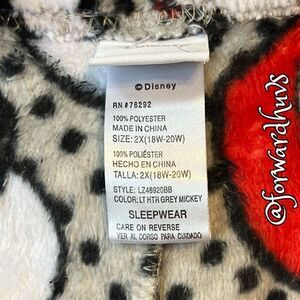 ©Disney
RN #76292
100% POLYESTER
MADE IN CHINA
SIZE: 2X(18W-20W)
100% POLIÉSTER
HECHO EN CHINA
TALLA: 2X(18W-20W)
STYLE: LZ48920BB
COLOR: LT HTR GREY MICKEY
SLEEPWEAR
CARE ON REVERSE
VER AL DORSO PARA CUIDADO
@forwardhuvs